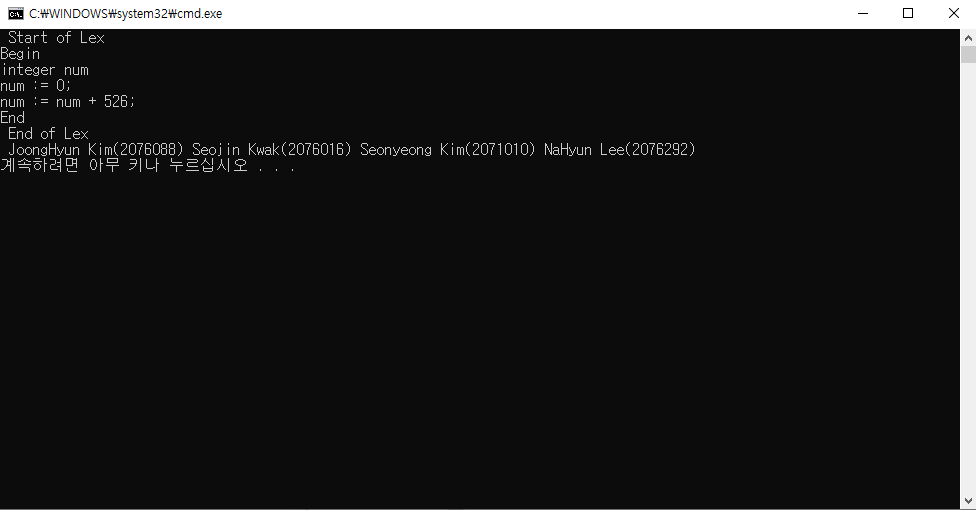 C:₩WINDOWS₩system32₩cmd.exe
Start of Lex
Begin
integer num
num := 0;
num := num + 526;
End
End of Lex
JoongHyun Kim(2076088) Seojin Kwak(2076016) Seonyeong Kim(2071010) NaHyun Lee(2076292)
계속하려면 아무 키나 누르십시오 . . .